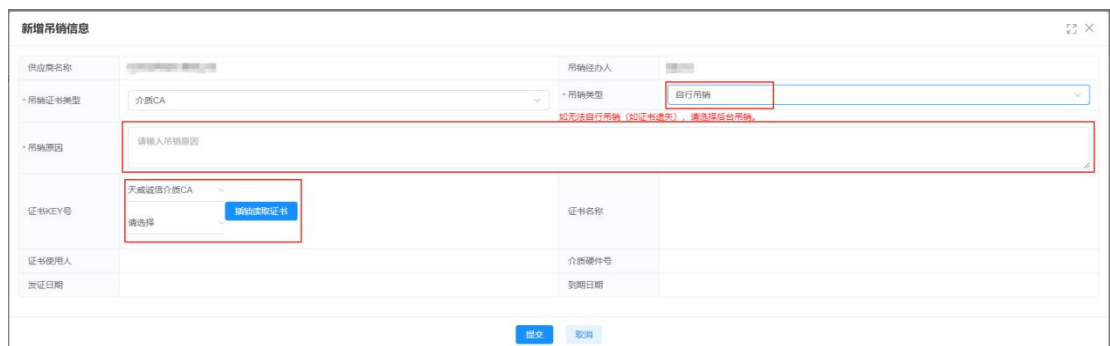 新增吊销信息
供应商名称
吊销经办人
* 吊销证书类型
介质CA
* 吊销类型
自行吊销
如无法自行吊销（如证书遗失），请选择后台吊销。
* 吊销原因
请输入吊销原因
证书KEY号
天威诚信介质CA
请选择
插锁读取证书
证书名称
证书使用人
介质硬件号
发证日期
到期日期
提交
取消